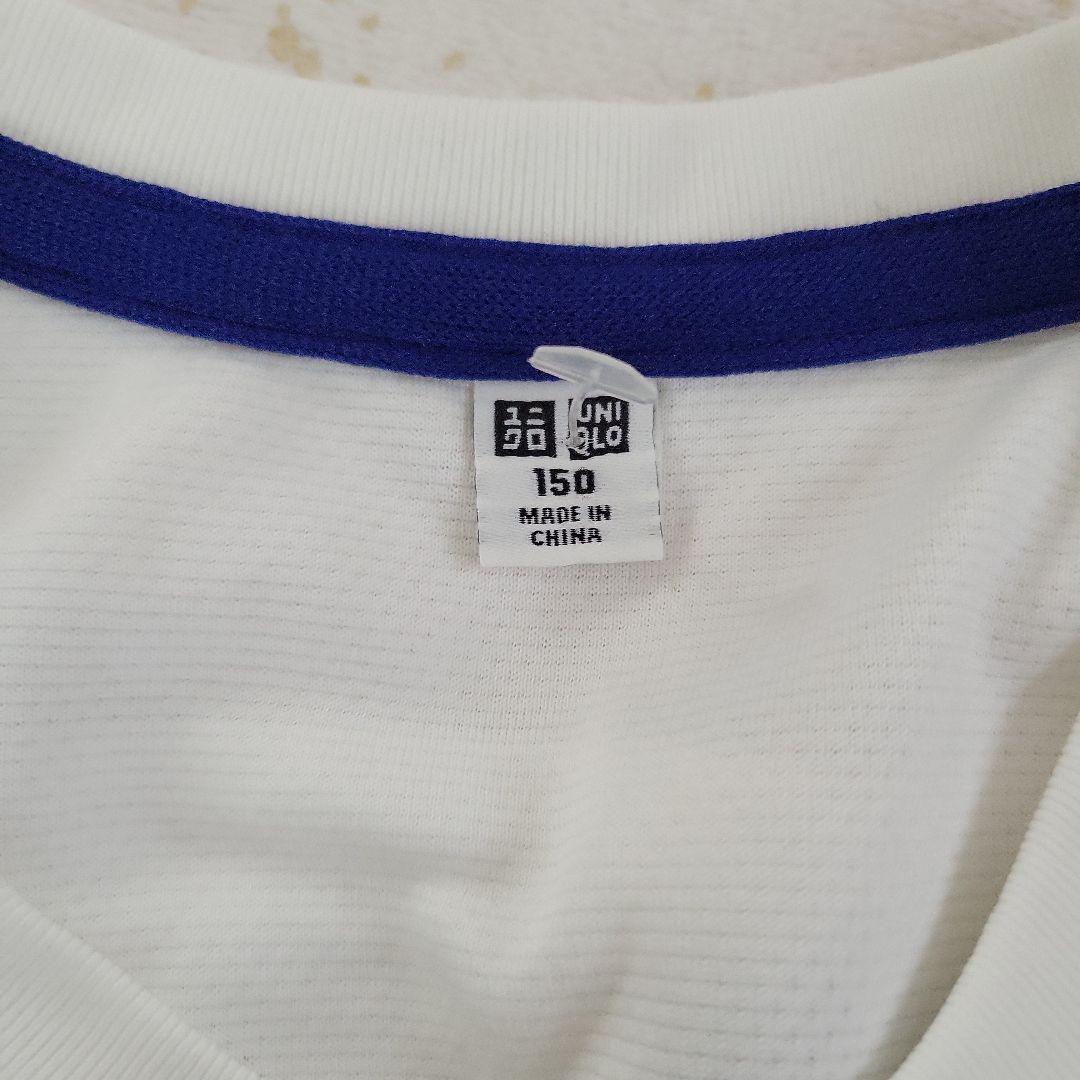 ユニ UNI
クロ QLO
150
MADE IN
CHINA